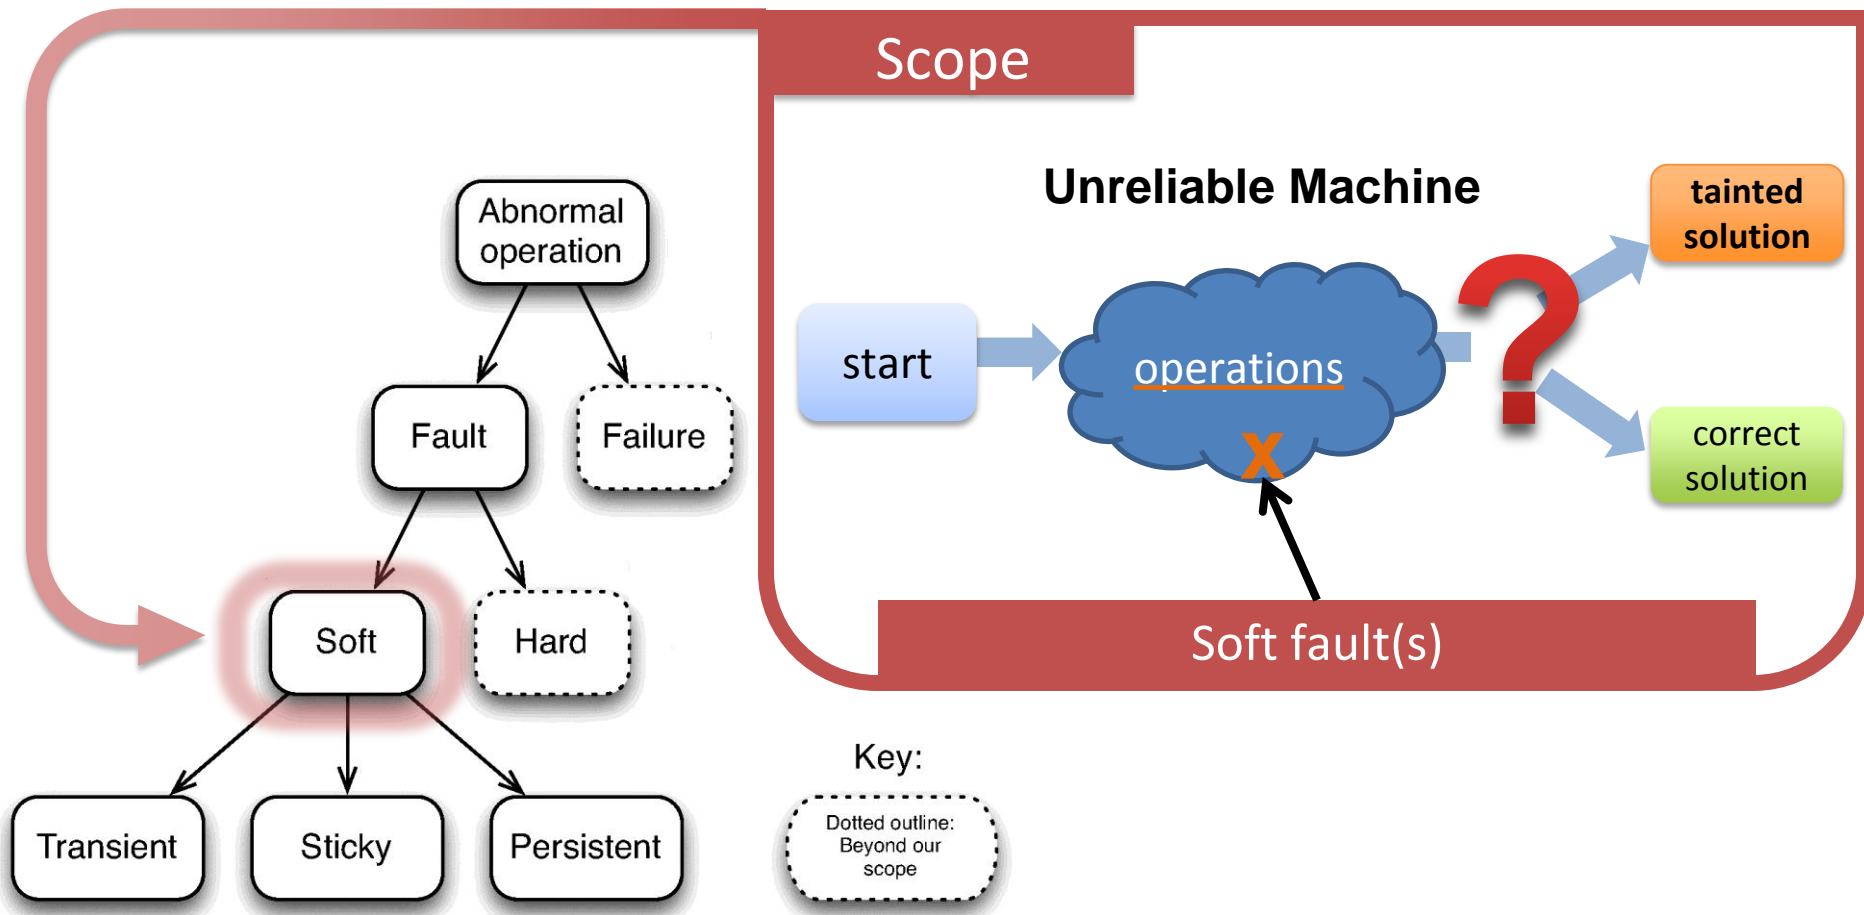 Scope
Unreliable Machine
tainted
solution
start
operations
X
?
correct
solution
Soft fault(s)
Abnormal
operation
Fault
Failure
Soft
Hard
Transient
Sticky
Persistent
Key:
Dotted outline:
Beyond our
scope